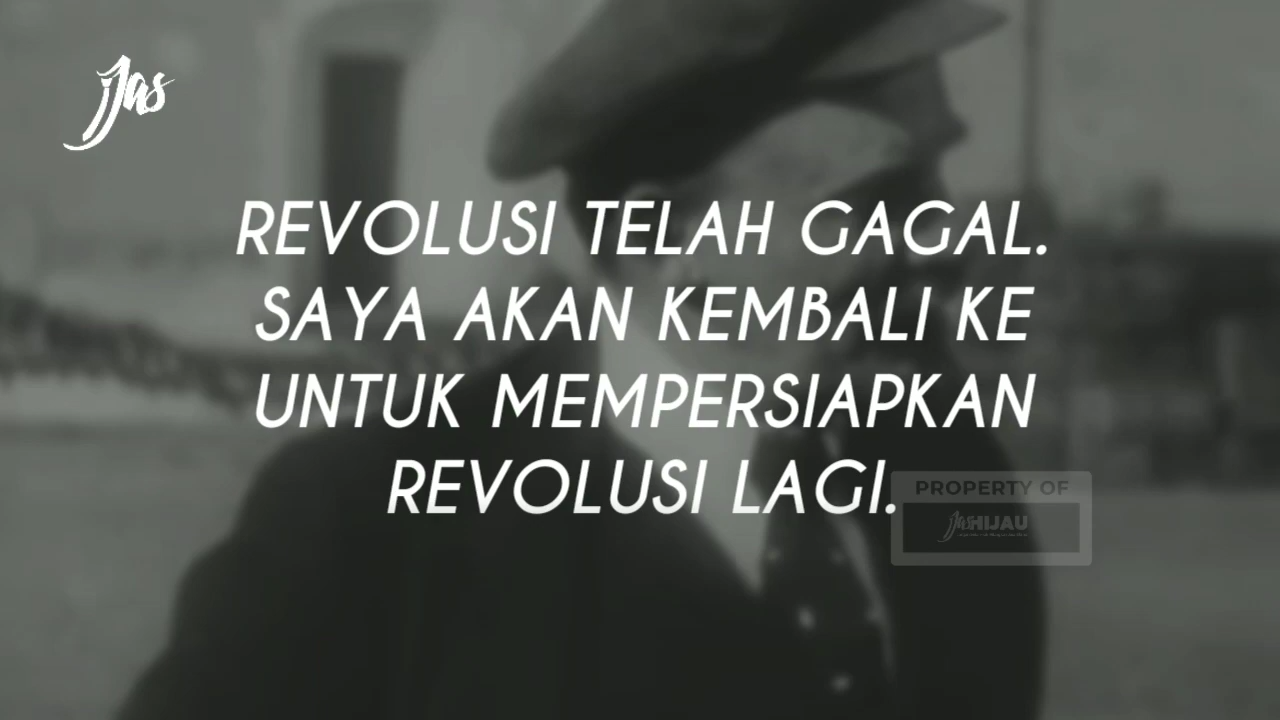 Jas
REVOLUSI TELAH GAGAL.
SAYA AKAN KEMBALI KE
UNTUK MEMPERSIAPKAN
REVOLUSI LAGI.
PROPERTY OF
JasHIJAU